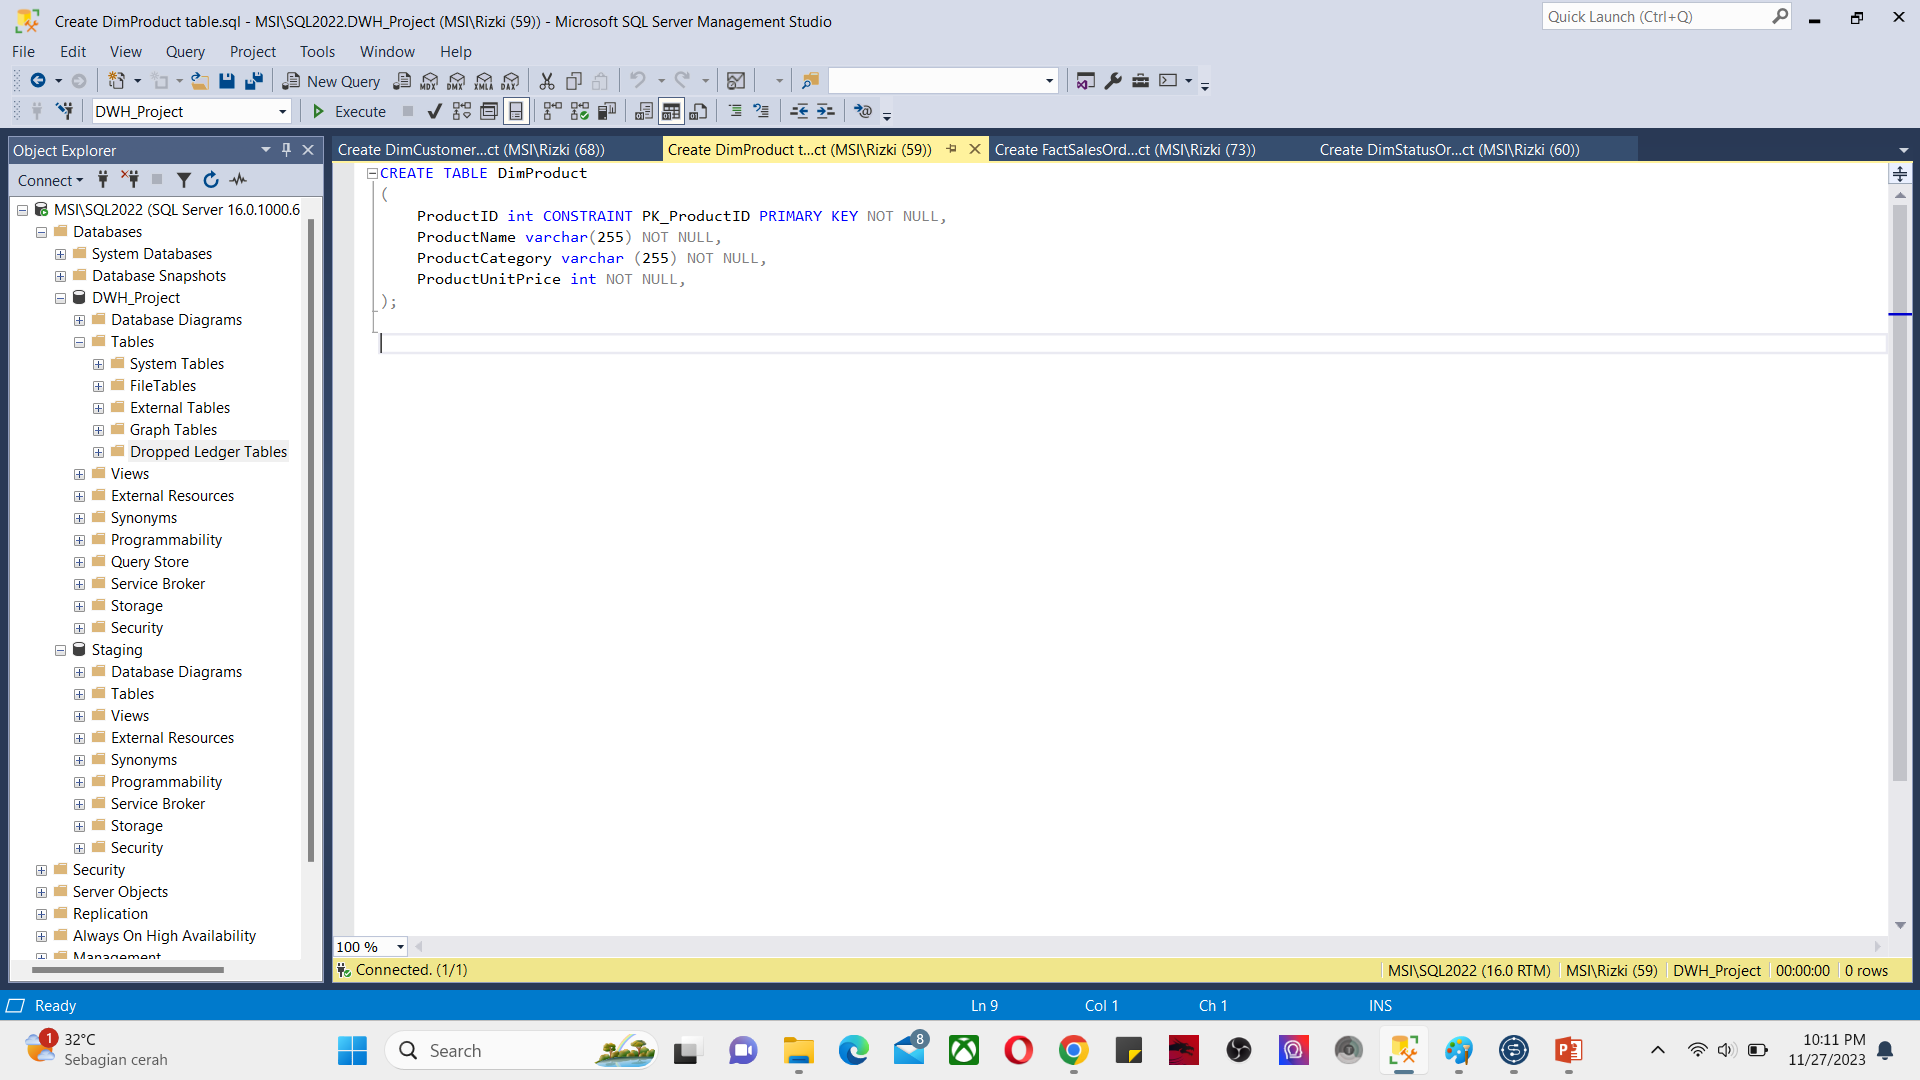 Create DimProduct table.sql - MSI\SQL2022.DWH_Project (MSI\Rizki (59)) - Microsoft SQL Server Management Studio
Quick Launch (Ctrl+Q)
File Edit View Query Project Tools Window Help
New Query MDX DMX XMLA DAX
DWH_Project Execute
Object Explorer
Create DimCustomer...ct (MSI\Rizki (68)) Create DimProduct t...ct (MSI\Rizki (59)) Create FactSalesOrd...ct (MSI\Rizki (73)) Create DimStatusOr...ct (MSI\Rizki (60))
Connect
MSI\SQL2022 (SQL Server 16.0.1000.6
Databases
System Databases
Database Snapshots
DWH_Project
Database Diagrams
Tables
System Tables
FileTables
External Tables
Graph Tables
Dropped Ledger Tables
Views
External Resources
Synonyms
Programmability
Query Store
Service Broker
Storage
Security
Staging
Database Diagrams
Tables
Views
External Resources
Synonyms
Programmability
Service Broker
Storage
Security
Security
Server Objects
Replication
Always On High Availability
Management
CREATE TABLE DimProduct
(
ProductID int CONSTRAINT PK_ProductID PRIMARY KEY NOT NULL,
ProductName varchar(255) NOT NULL,
ProductCategory varchar (255) NOT NULL,
ProductUnitPrice int NOT NULL,
);
100 %
Connected. (1/1)
MSI\SQL2022 (16.0 RTM) MSI\Rizki (59) DWH_Project 00:00:00 0 rows
Ready Ln 9 Col 1 Ch 1 INS
1
32°C
Sebagian cerah
Search
8
10:11 PM
11/27/2023